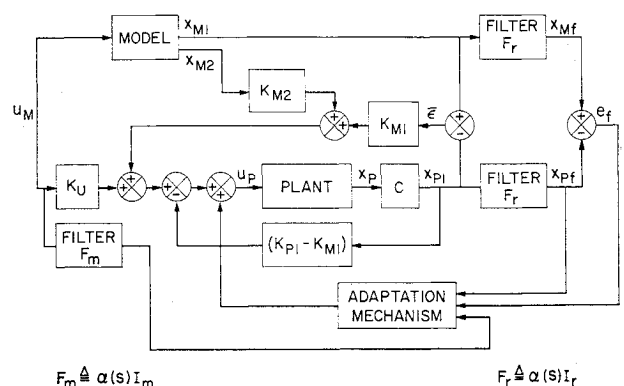 MODEL
x_M1
x_M2
FILTER
F_r
x_Mf
u_M
K_M2
+
+
K_M1
ε̄
+
-
+
-
e_f
K_U
+
+
+
-
+
+
u_P
PLANT
x_P
C
x_P1
FILTER
F_r
x_Pf
FILTER
F_m
(K_P1 - K_M1)
ADAPTATION
MECHANISM
F_m ≜ α(s) I_m
F_r ≜ α(s) I_r